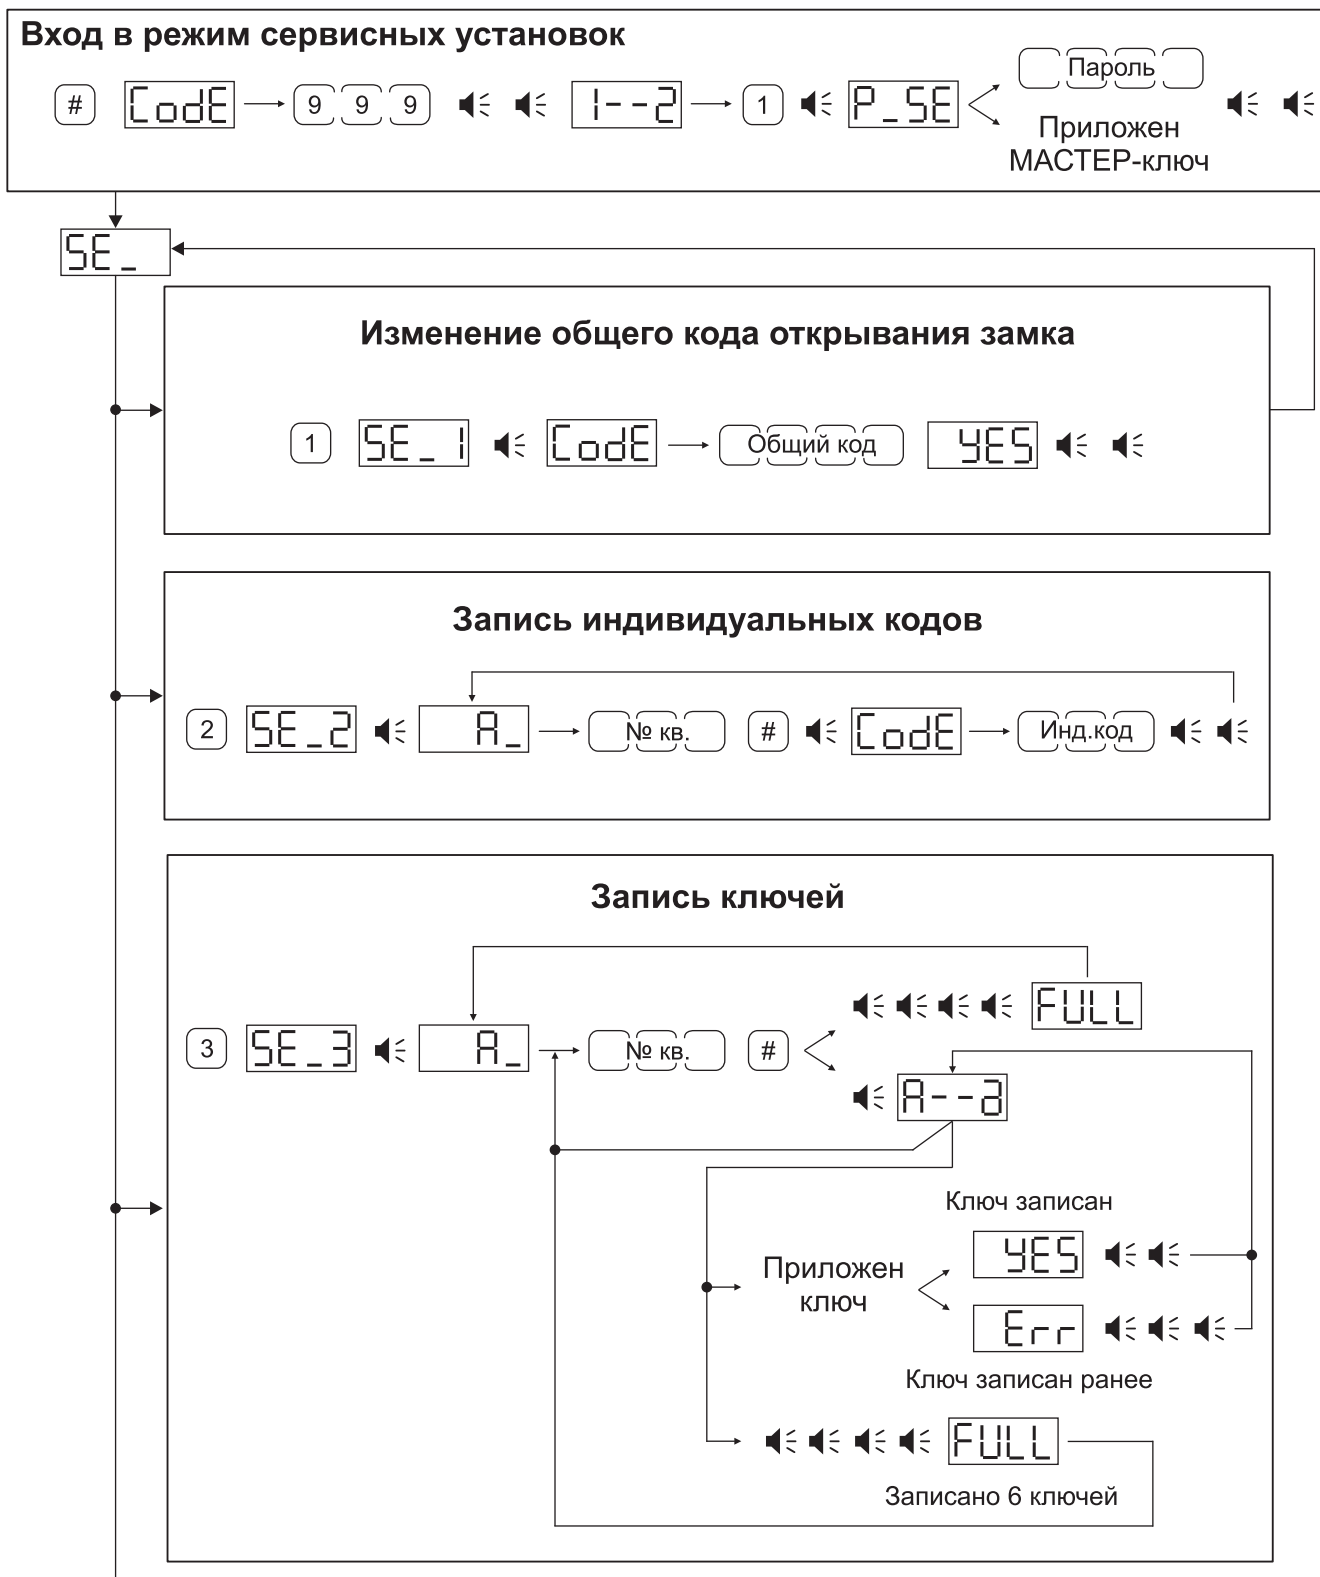 Вход в режим сервисных установок
# CodE 9 9 9 1--2 1 P_SE Пароль
Приложен
МАСТЕР-ключ
SE_
Изменение общего кода открывания замка
1 SE_1 CodE Общий код YES
Запись индивидуальных кодов
2 SE_2 A_ № кв. # CodE Инд.код
Запись ключей
FULL
3 SE_3 A_ № кв. #
A--a
Ключ записан
YES
Приложен
ключ
Err
Ключ записан ранее
FULL
Записано 6 ключей